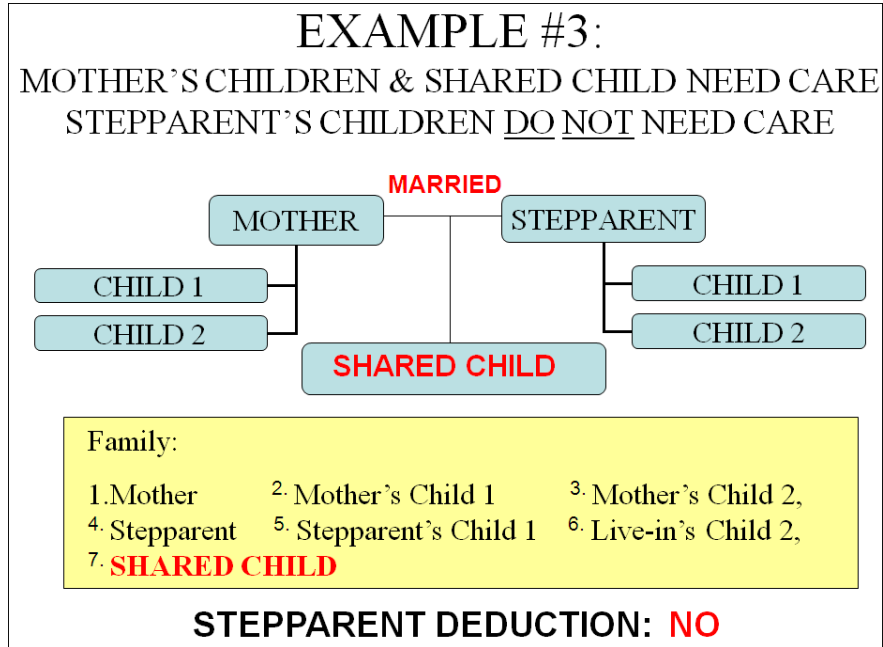 EXAMPLE #3:
MOTHER'S CHILDREN & SHARED CHILD NEED CARE
STEPPARENT'S CHILDREN DO NOT NEED CARE
MARRIED
MOTHER STEPPARENT
CHILD 1 CHILD 1
CHILD 2 CHILD 2
SHARED CHILD
Family:
1.Mother 2. Mother's Child 1 3. Mother's Child 2,
4. Stepparent 5. Stepparent's Child 1 6. Live-in's Child 2,
7. SHARED CHILD
STEPPARENT DEDUCTION: NO